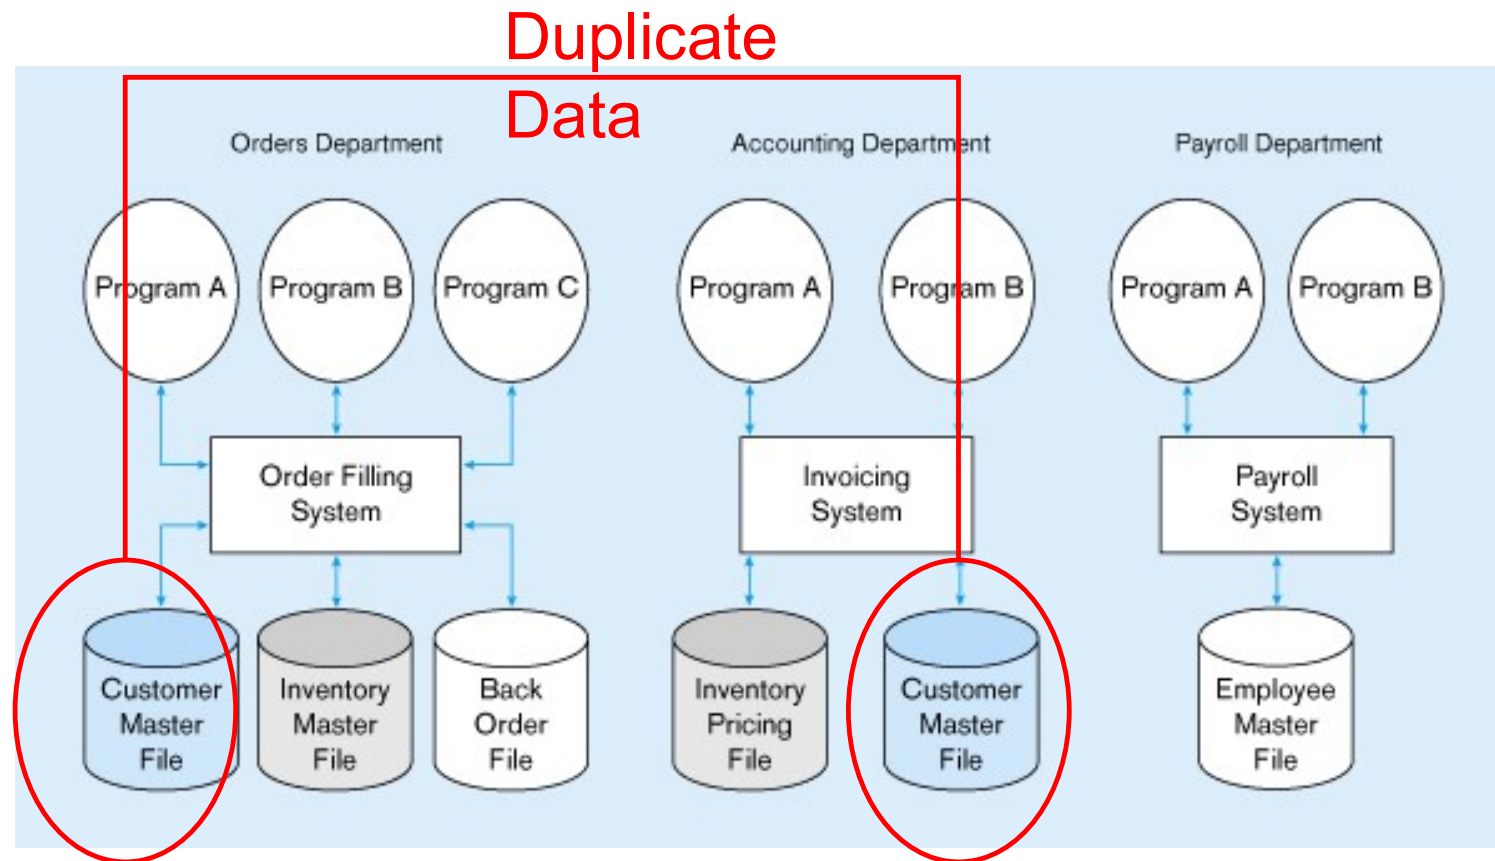 Duplicate
Data
Orders Department
Accounting Department
Payroll Department
Program A
Program B
Program C
Program A
Program B
Program A
Program B
Order Filling
System
Invoicing
System
Payroll
System
Customer
Master
File
Inventory
Master
File
Back
Order
File
Inventory
Pricing
File
Customer
Master
File
Employee
Master
File